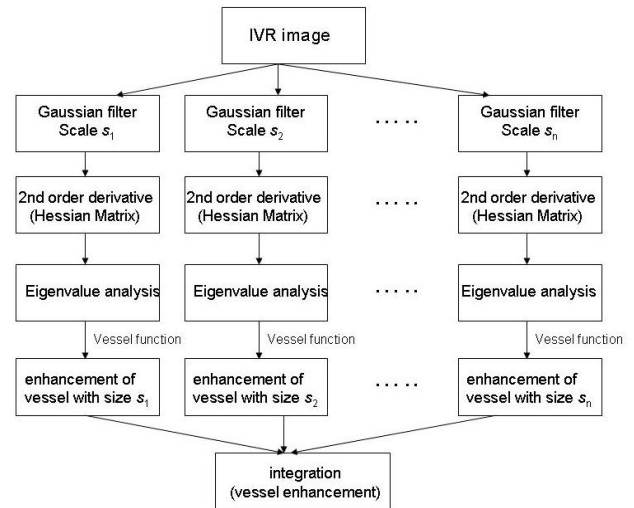 IVR image
Gaussian filter
Scale s1
Gaussian filter
Scale s2
.....
Gaussian filter
Scale sn
2nd order derivative
(Hessian Matrix)
2nd order derivative
(Hessian Matrix)
.....
2nd order derivative
(Hessian Matrix)
Eigenvalue analysis
Eigenvalue analysis
.....
Eigenvalue analysis
Vessel function
Vessel function
Vessel function
enhancement of
vessel with size s1
enhancement of
vessel with size s2
.....
enhancement of
vessel with size sn
integration
(vessel enhancement)